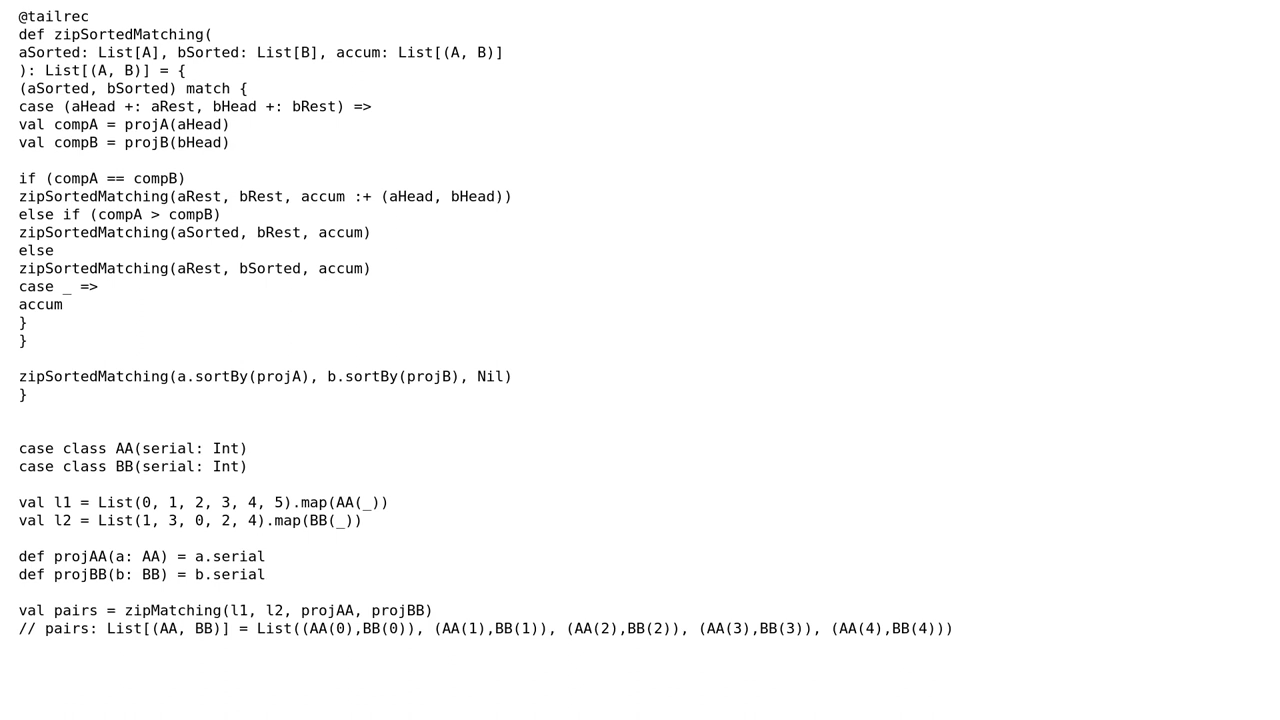 @tailrec
def zipSortedMatching(
aSorted: List[A], bSorted: List[B], accum: List[(A, B)]
): List[(A, B)] = {
(aSorted, bSorted) match {
case (aHead +: aRest, bHead +: bRest) =>
val compA = projA(aHead)
val compB = projB(bHead)
if (compA == compB)
zipSortedMatching(aRest, bRest, accum :+ (aHead, bHead))
else if (compA > compB)
zipSortedMatching(aSorted, bRest, accum)
else
zipSortedMatching(aRest, bSorted, accum)
case _ =>
accum
}
}
zipSortedMatching(a.sortBy(projA), b.sortBy(projB), Nil)
}
case class AA(serial: Int)
case class BB(serial: Int)
val l1 = List(0, 1, 2, 3, 4, 5).map(AA(_))
val l2 = List(1, 3, 0, 2, 4).map(BB(_))
def projAA(a: AA) = a.serial
def projBB(b: BB) = b.serial
val pairs = zipMatching(l1, l2, projAA, projBB)
// pairs: List[(AA, BB)] = List((AA(0),BB(0)), (AA(1),BB(1)), (AA(2),BB(2)), (AA(3),BB(3)), (AA(4),BB(4)))